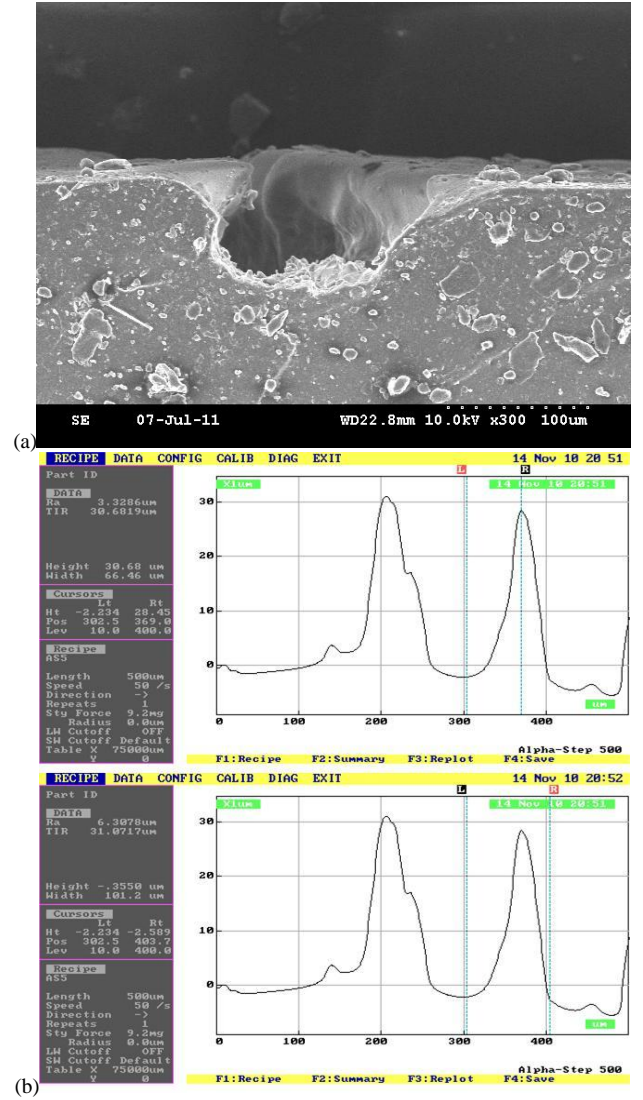 SE 07-Jul-11 WD22.8mm 10.0kV x300 100um
(a)
RECIPE DATA CONFIG CALIB DIAG EXIT 14 Nov 10 20 51
Part ID
DATA
Ra 3.3286um
TIR 30.6819um
Height 30.68 um
Width 66.46 um
Cursors
Lt Rt
Ht -2.234 28.45
Pos 302.5 369.0
Lev 10.0 400.0
Recipe
AS5
Length 500um
Speed 50 /s
Direction ->
Repeats 1
Sty Force 9.2mg
Radius 0.0um
LW Cutoff OFF
SW Cutoff Default
Table X 75000um
Y 0
L R
X1um 14 Nov 10 20:51
30
20
10
0
um
0 100 200 300 400
Alpha-Step 500
F1:Recipe F2:Summary F3:Replot F4:Save
RECIPE DATA CONFIG CALIB DIAG EXIT 14 Nov 10 20:52
Part ID
DATA
Ra 6.3078um
TIR 31.0717um
Height -.3550 um
Width 101.2 um
Cursors
Lt Rt
Ht -2.234 -2.589
Pos 302.5 403.7
Lev 10.0 400.0
Recipe
AS5
Length 500um
Speed 50 /s
Direction ->
Repeats 1
Sty Force 9.2mg
Radius 0.0um
LW Cutoff OFF
SW Cutoff Default
Table X 75000um
Y 0
L R
X1um 14 Nov 10 20:51
30
20
10
0
um
0 100 200 300 400
Alpha-Step 500
F1:Recipe F2:Summary F3:Replot F4:Save
(b)